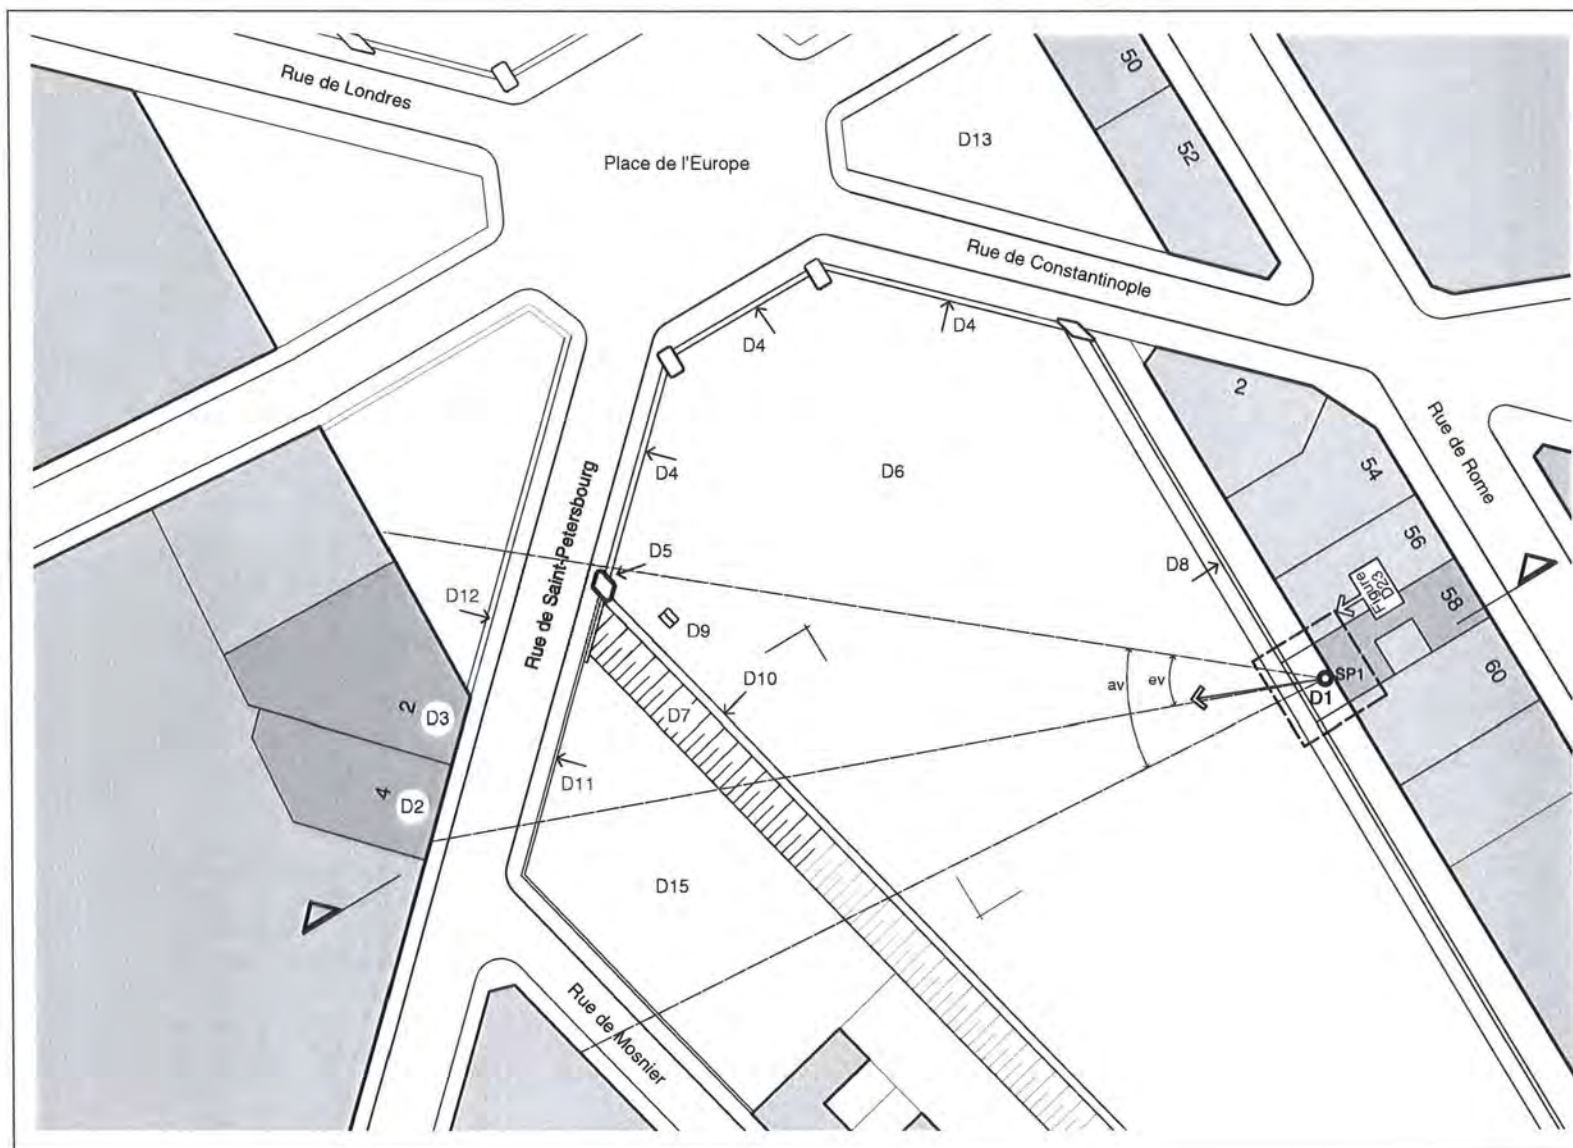 Rue de Londres
Place de l'Europe
D13
50
52
Rue de Constantinople
D4
D4
D4
D6
2
54
56
58
60
Rue de Rome
Rue de Saint-Petersbourg
D5
D8
D12
D9
D10
Figure
D23
SP1
D1
av
ev
2
D3
D7
4
D2
D11
D15
Rue de Mosnier